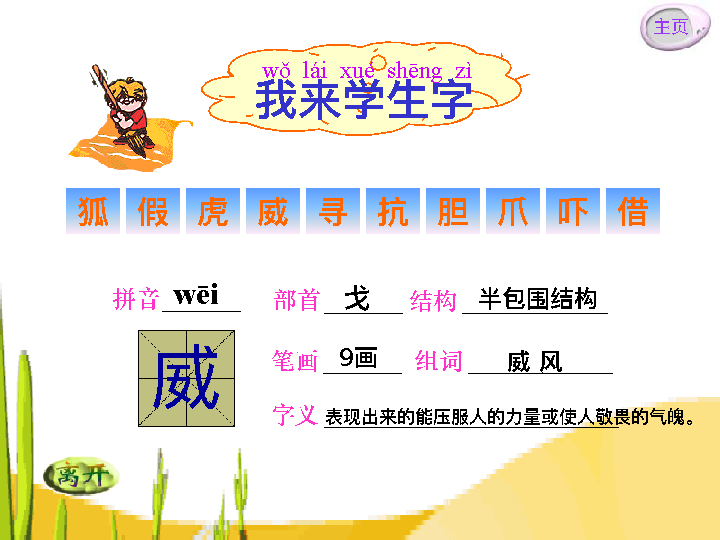 主页
wǒ lái xué shēng zì
我来学生字
狐 假 虎 威 寻 抗 胆 爪 吓 借
拼音 wēi 部首 戈 结构 半包围结构
威 笔画 9画 组词 威 风
字义 表现出来的能压服人的力量或使人敬畏的气魄。
离开